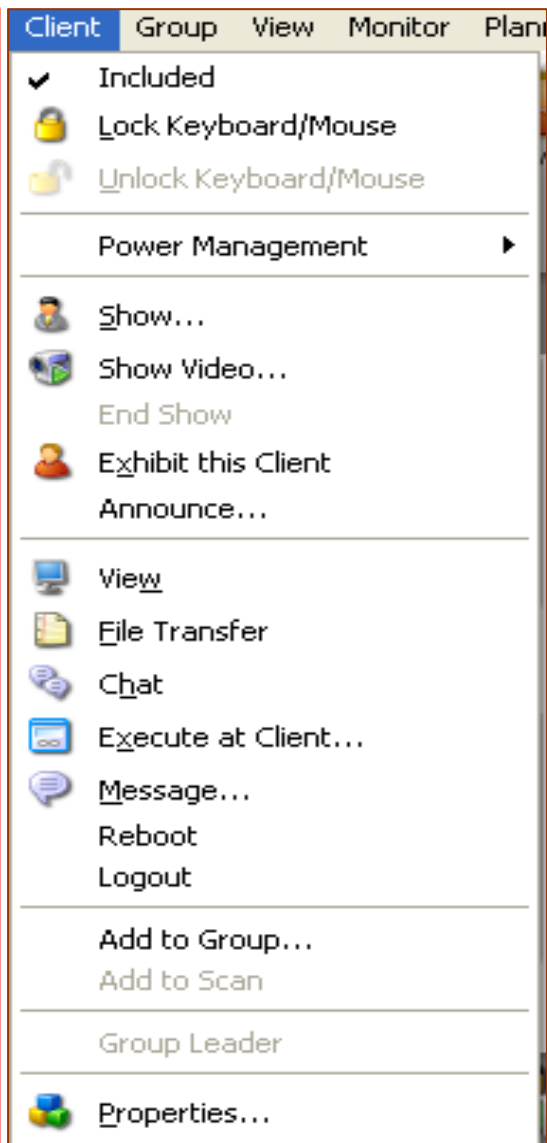 Client Group View Monitor Plan
Included
Lock Keyboard/Mouse
Unlock Keyboard/Mouse
Power Management
Show...
Show Video...
End Show
Exhibit this Client
Announce...
View
File Transfer
Chat
Execute at Client...
Message...
Reboot
Logout
Add to Group...
Add to Scan
Group Leader
Properties...